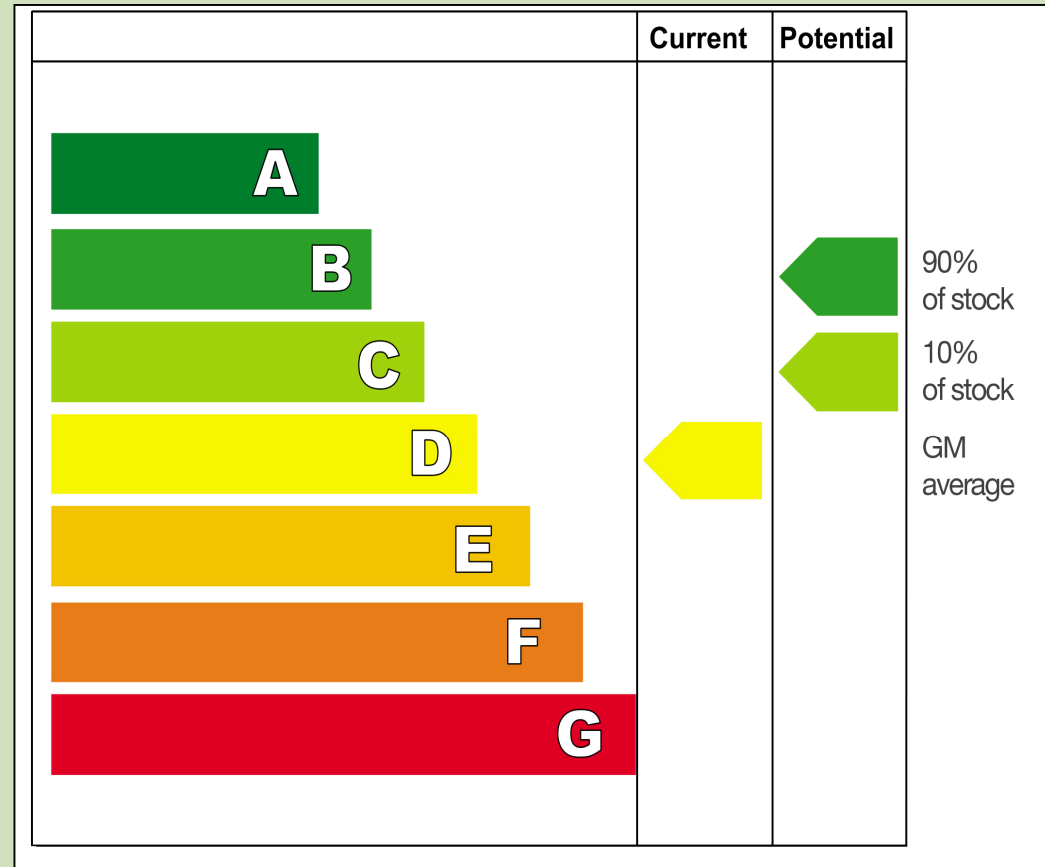 Current Potential
A
B
90%
of stock
C
10%
of stock
D
GM
average
E
F
G